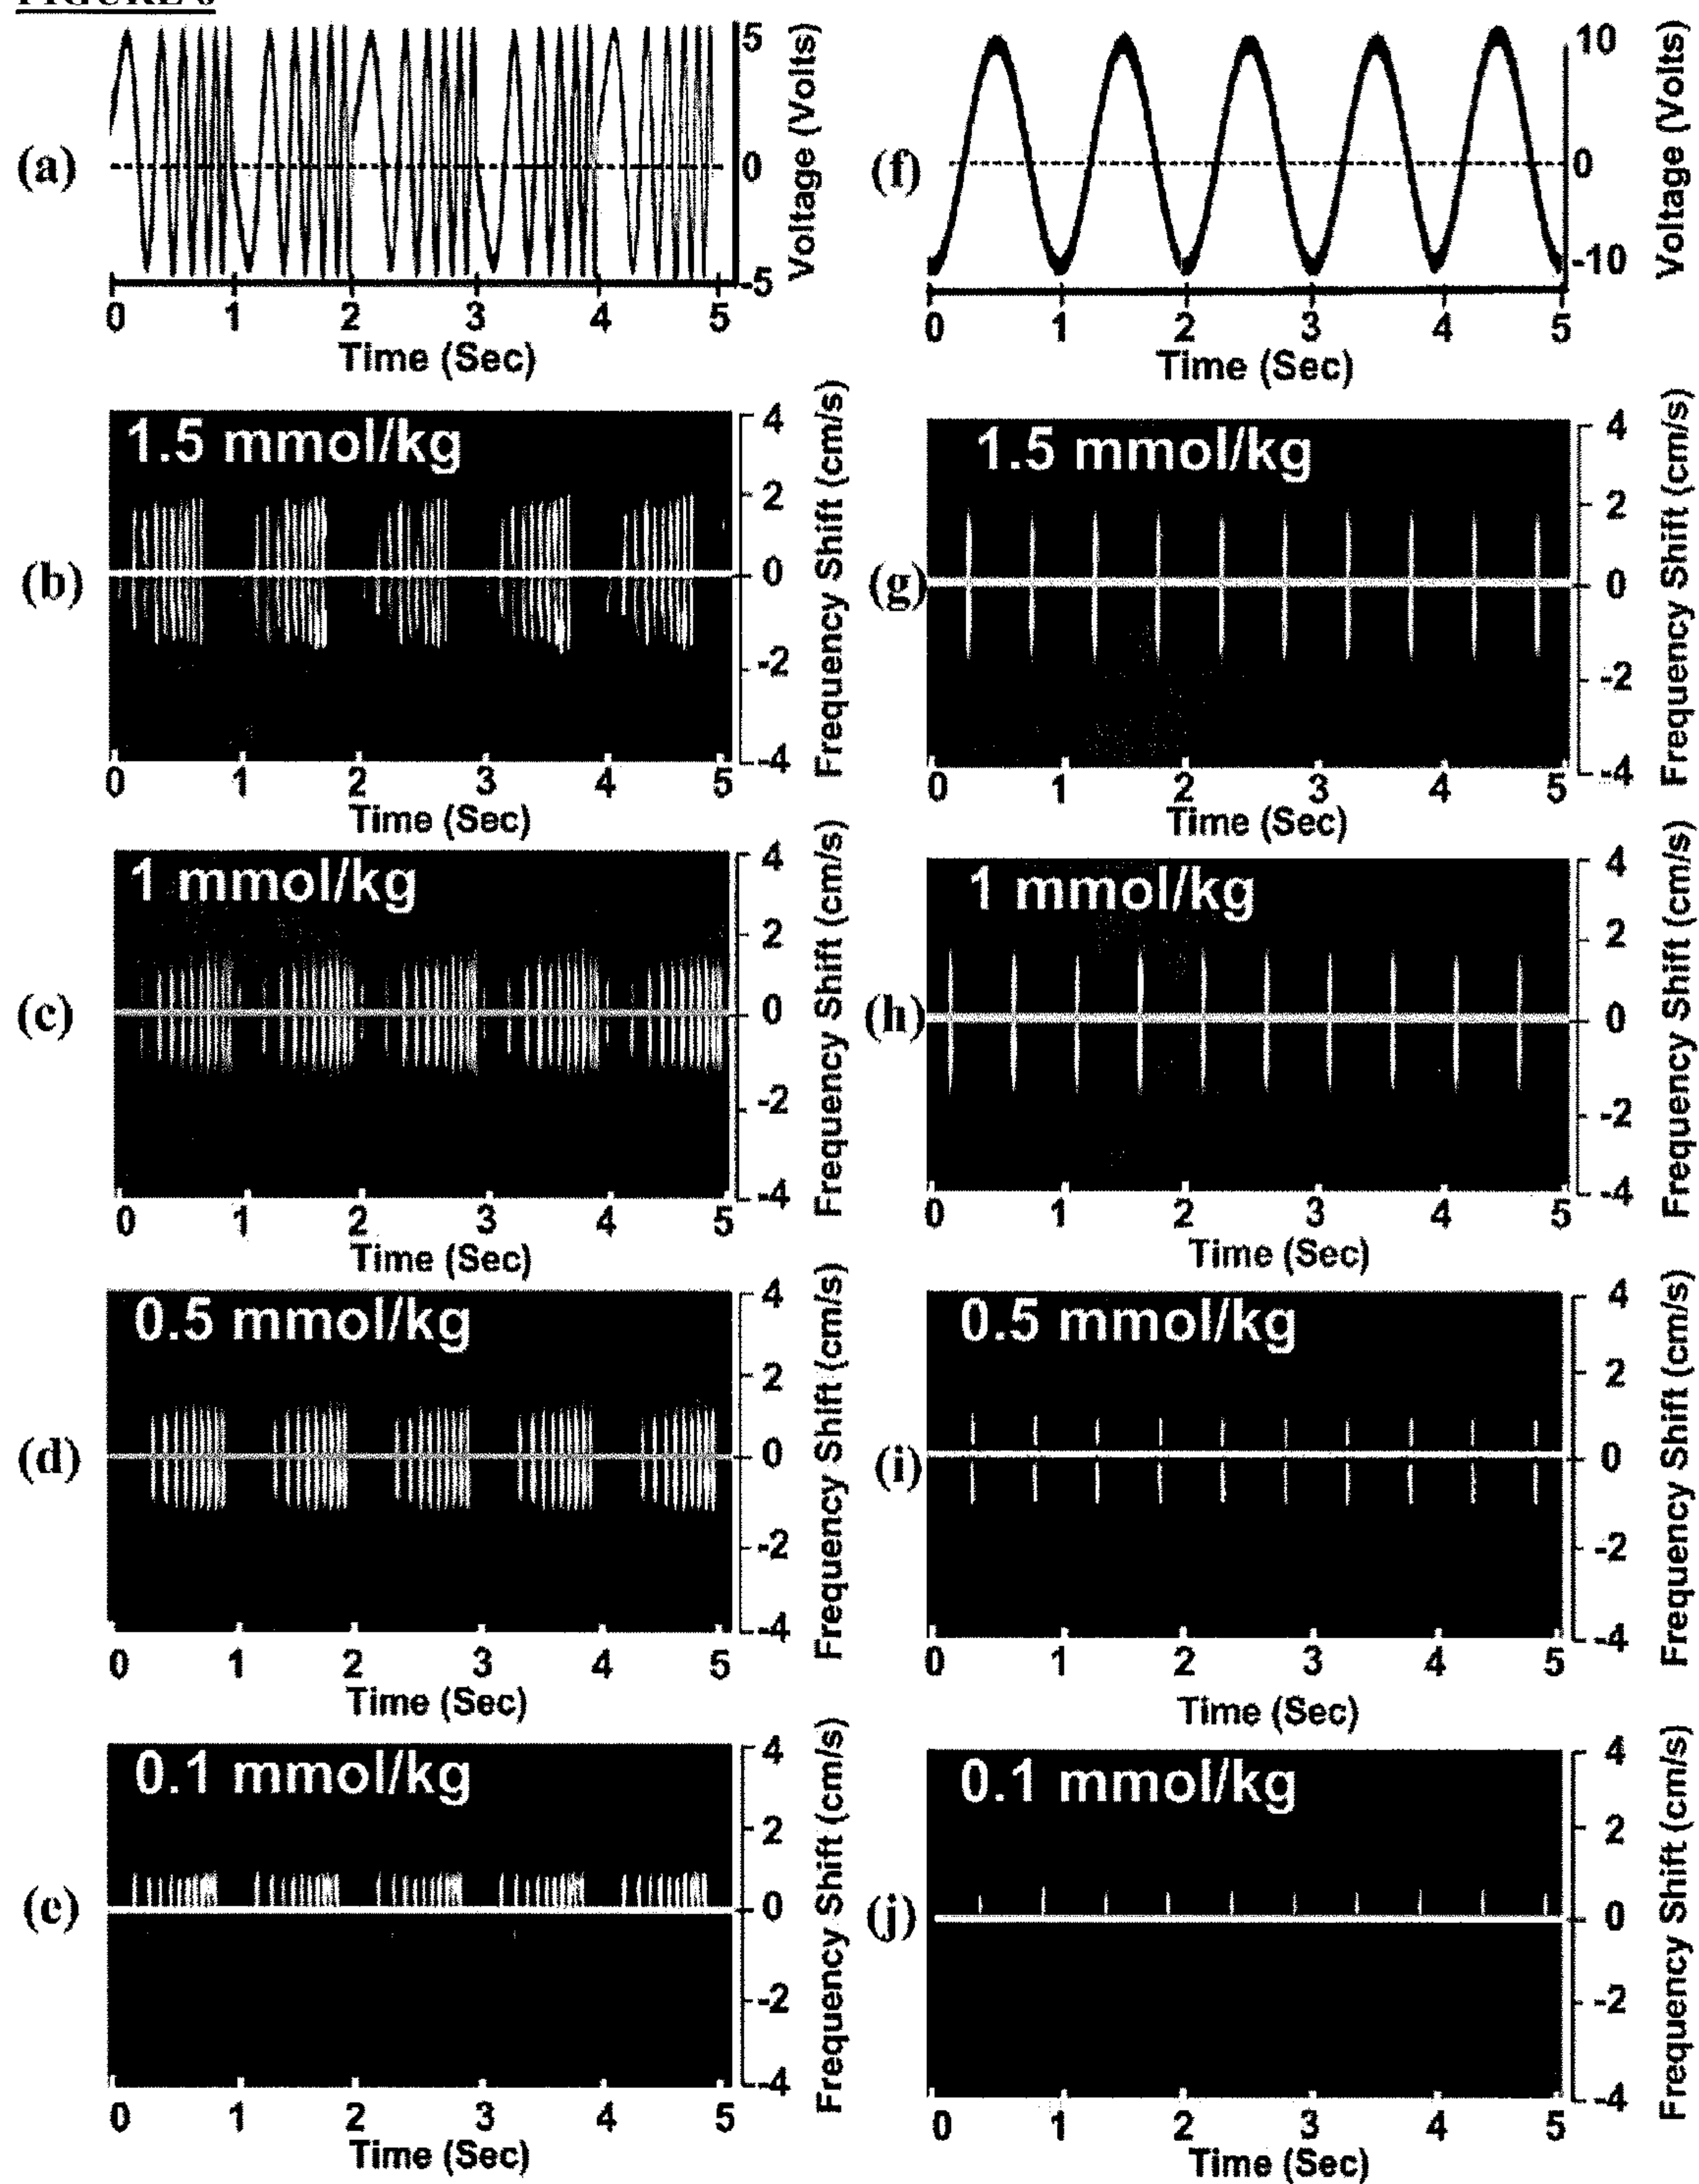 FIGURE
(a)
5
0
-5
Voltage (Volts)
0 1 2 3 4 5
Time (Sec)
(f)
10
0
-10
Voltage (Volts)
0 1 2 3 4 5
Time (Sec)
(b)
1.5 mmol/kg
4
2
0
-2
-4
Frequency Shift (cm/s)
0 1 2 3 4 5
Time (Sec)
(g)
1.5 mmol/kg
4
2
0
-2
-4
Frequency Shift (cm/s)
0 1 2 3 4 5
Time (Sec)
(c)
1 mmol/kg
4
2
0
-2
-4
Frequency Shift (cm/s)
0 1 2 3 4 5
Time (Sec)
(h)
1 mmol/kg
4
2
0
-2
-4
Frequency Shift (cm/s)
0 1 2 3 4 5
Time (Sec)
(d)
0.5 mmol/kg
4
2
0
-2
-4
Frequency Shift (cm/s)
0 1 2 3 4 5
Time (Sec)
(i)
0.5 mmol/kg
4
2
0
-2
-4
Frequency Shift (cm/s)
0 1 2 3 4 5
Time (Sec)
(e)
0.1 mmol/kg
4
2
0
-2
-4
Frequency Shift (cm/s)
0 1 2 3 4 5
Time (Sec)
(j)
0.1 mmol/kg
4
2
0
-2
-4
Frequency Shift (cm/s)
0 1 2 3 4 5
Time (Sec)